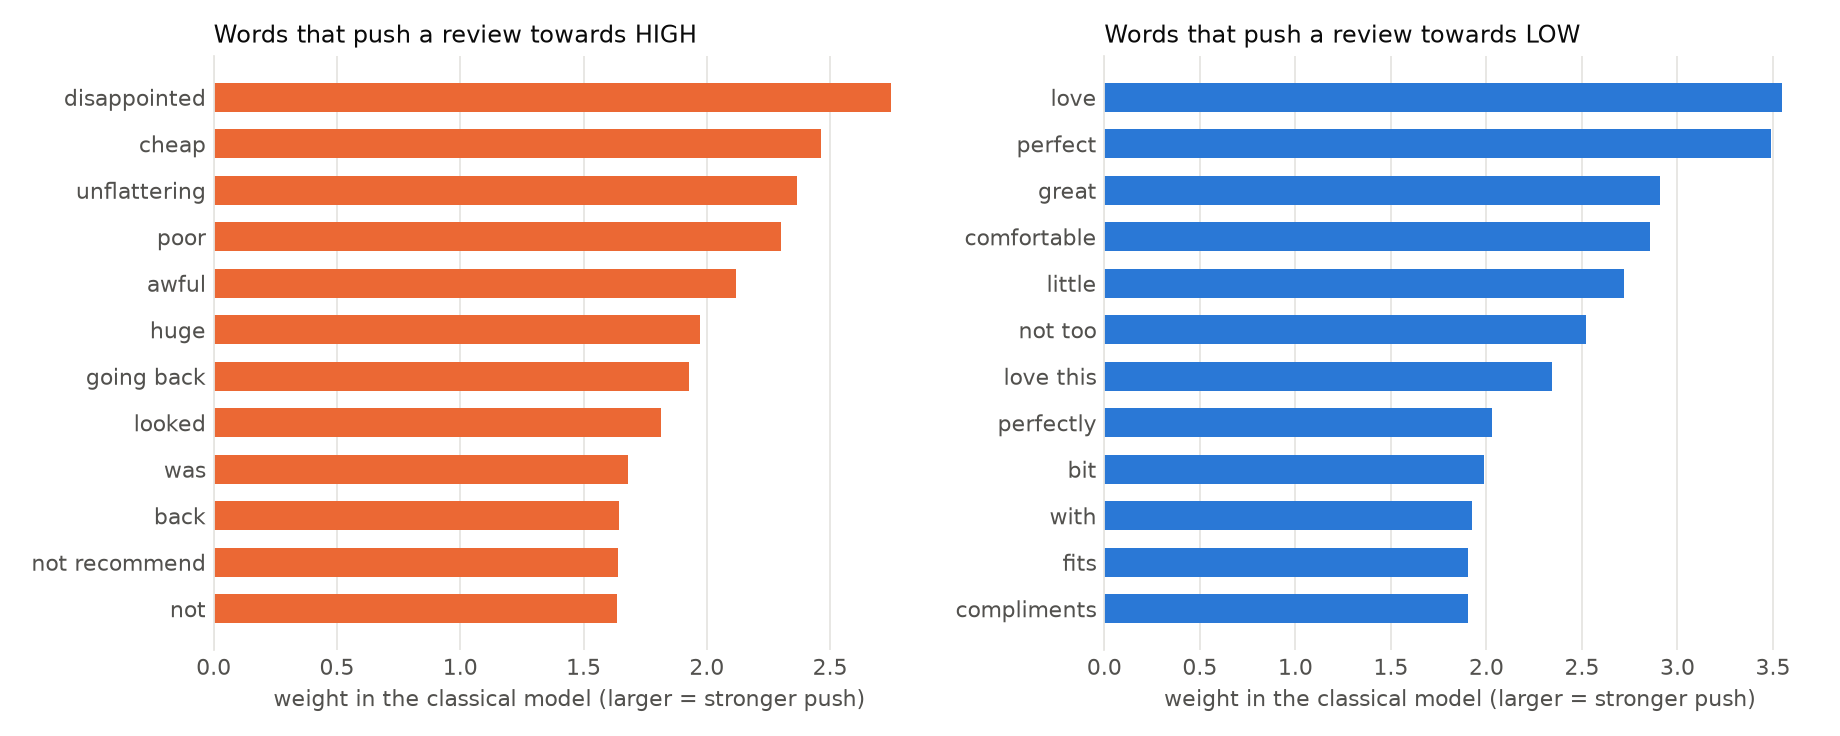 Words that push a review towards HIGH
disappointed
cheap
unflattering
poor
awful
huge
going back
looked
was
back
not recommend
not
0.0 0.5 1.0 1.5 2.0 2.5
weight in the classical model (larger = stronger push)
Words that push a review towards LOW
love
perfect
great
comfortable
little
not too
love this
perfectly
bit
with
fits
compliments
0.0 0.5 1.0 1.5 2.0 2.5 3.0 3.5
weight in the classical model (larger = stronger push)